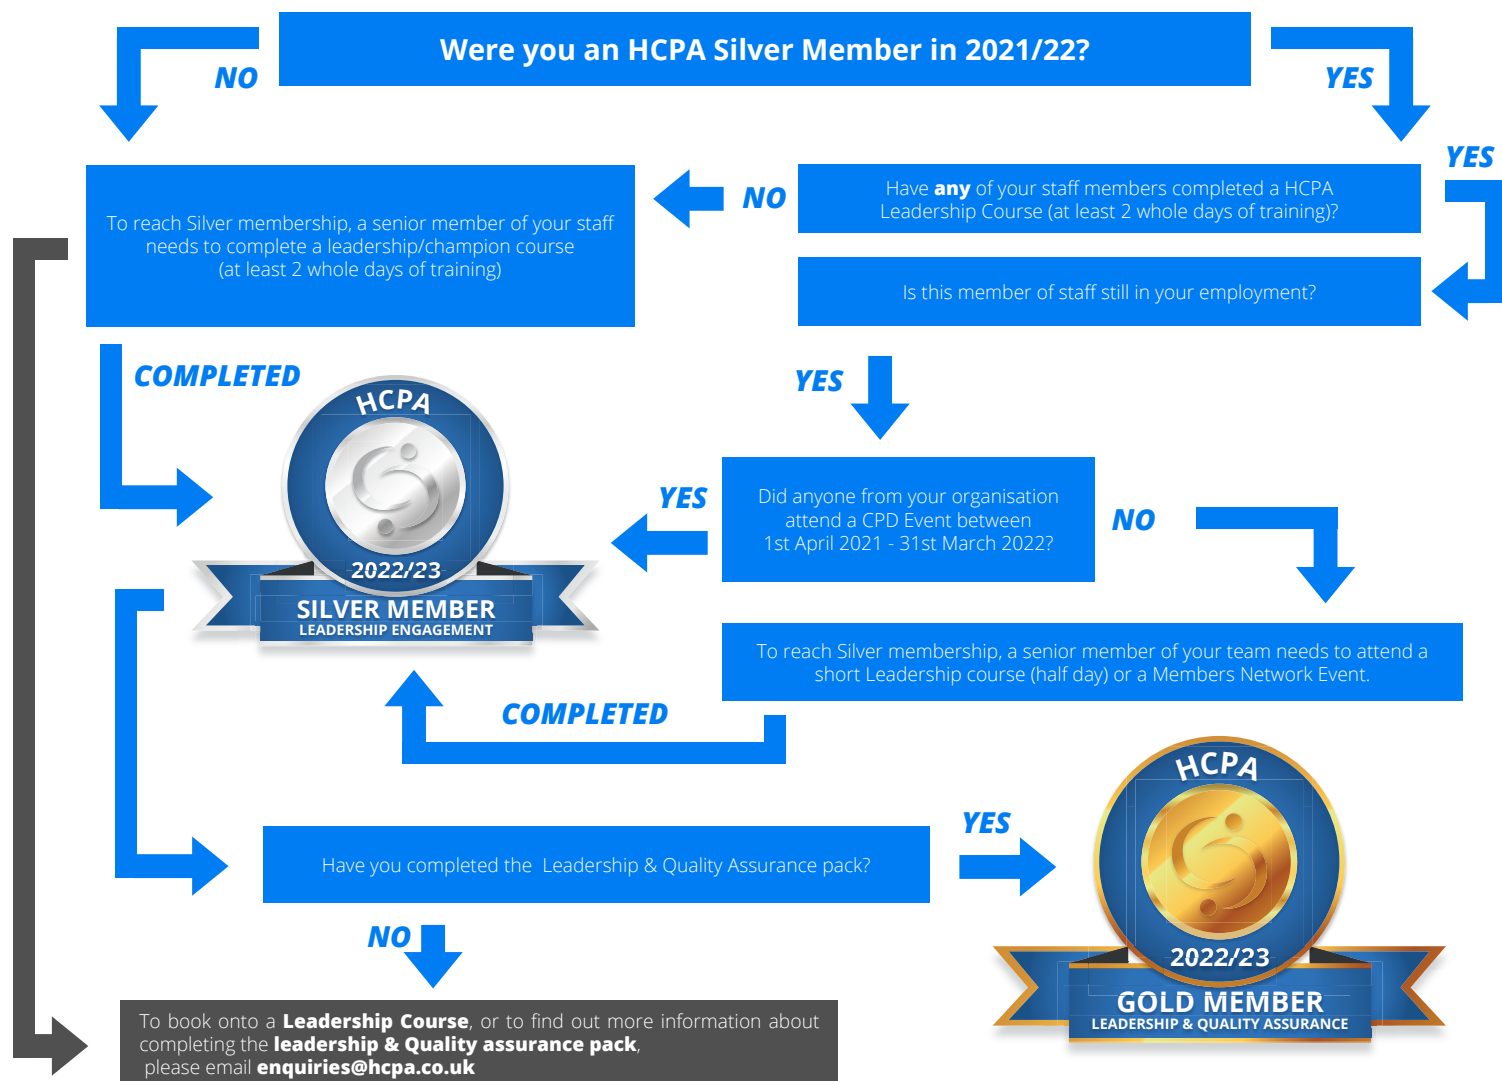 Were you an HCPA Silver Member in 2021/22?
NO
YES
YES
Have any of your staff members completed a HCPA
Leadership Course (at least 2 whole days of training)?
NO
To reach Silver membership, a senior member of your staff
needs to complete a leadership/champion course
(at least 2 whole days of training)
Is this member of staff still in your employment?
COMPLETED
YES
HCPA
2022/23
SILVER MEMBER
LEADERSHIP ENGAGEMENT
YES
Did anyone from your organisation
attend a CPD Event between
1st April 2021 - 31st March 2022?
NO
To reach Silver membership, a senior member of your team needs to attend a
short Leadership course (half day) or a Members Network Event.
COMPLETED
Have you completed the Leadership & Quality Assurance pack?
YES
HCPA
2022/23
GOLD MEMBER
LEADERSHIP & QUALITY ASSURANCE
NO
To book onto a Leadership Course, or to find out more information about
completing the leadership & Quality assurance pack,
please email enquiries@hcpa.co.uk